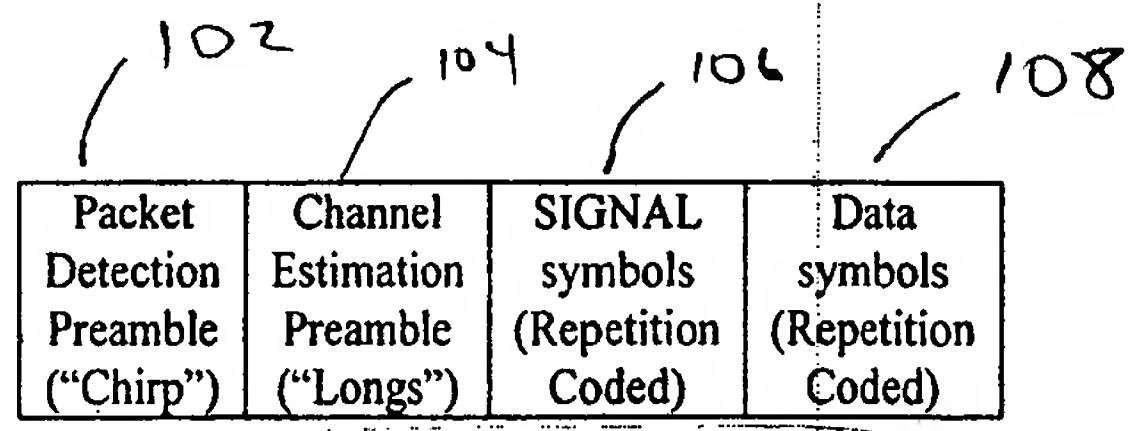 102 104 106 108
Packet Channel SIGNAL Data
Detection Estimation symbols symbols
Preamble Preamble (Repetition (Repetition
(“Chirp”) (“Longs”) Coded) Coded)